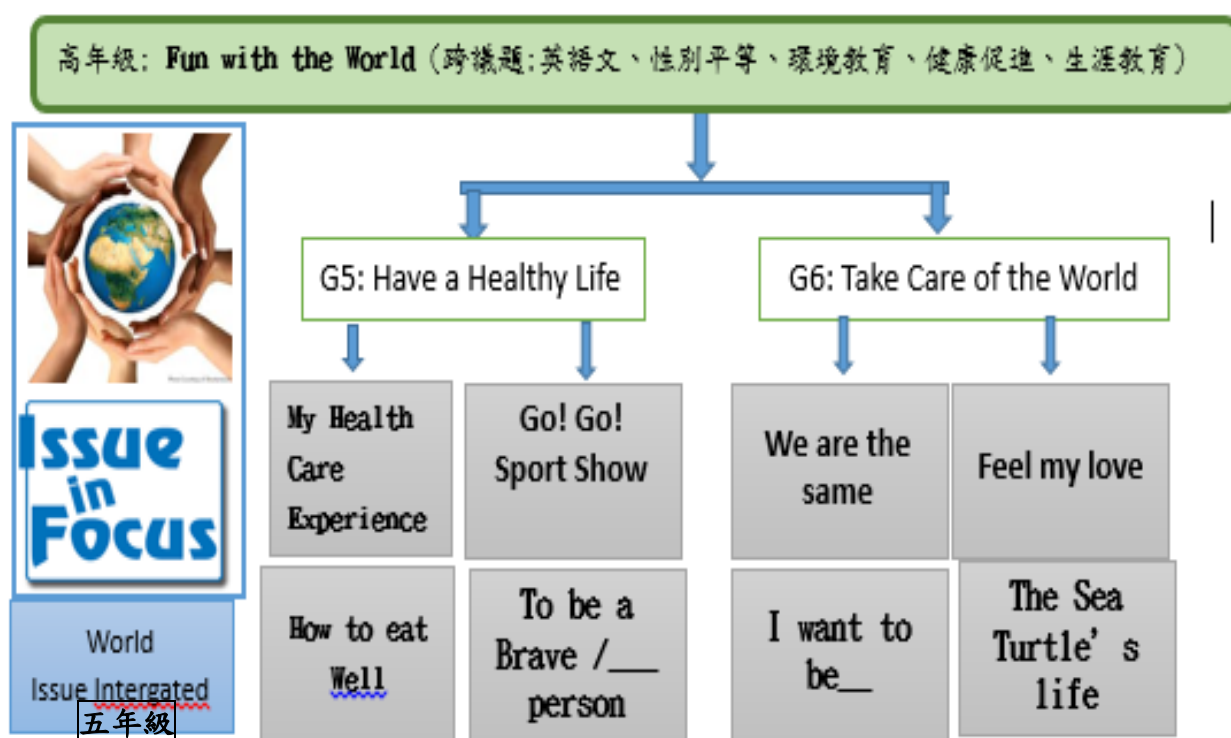 高年級: Fun with the World (跨議題:英語文、性別平等、環境教育、健康促進、生涯教育)
G5: Have a Healthy Life
G6: Take Care of the World
My Health
Care
Experience
Go! Go!
Sport Show
We are the
same
Feel my love
How to eat
Well
To be a
Brave /___
person
I want to
be__
The Sea
Turtle’s
life
Issue
in
Focus
World
Issue Intergated
五年級